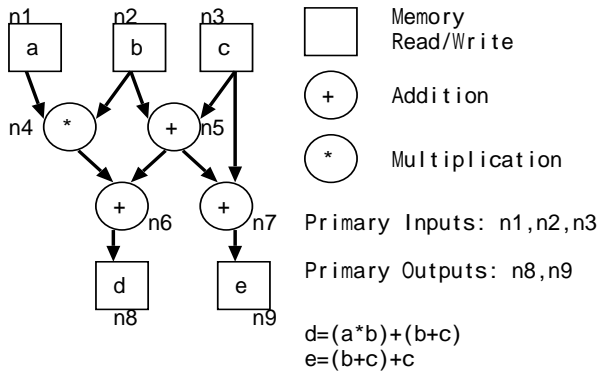 n1 n2 n3
a b c
Memory
Read/Write
n4 * + n5
+ Addition
* Multiplication
+ n6 + n7
Primary Inputs: n1,n2,n3
d e
Primary Outputs: n8,n9
n8 n9
d=(a*b)+(b+c)
e=(b+c)+c